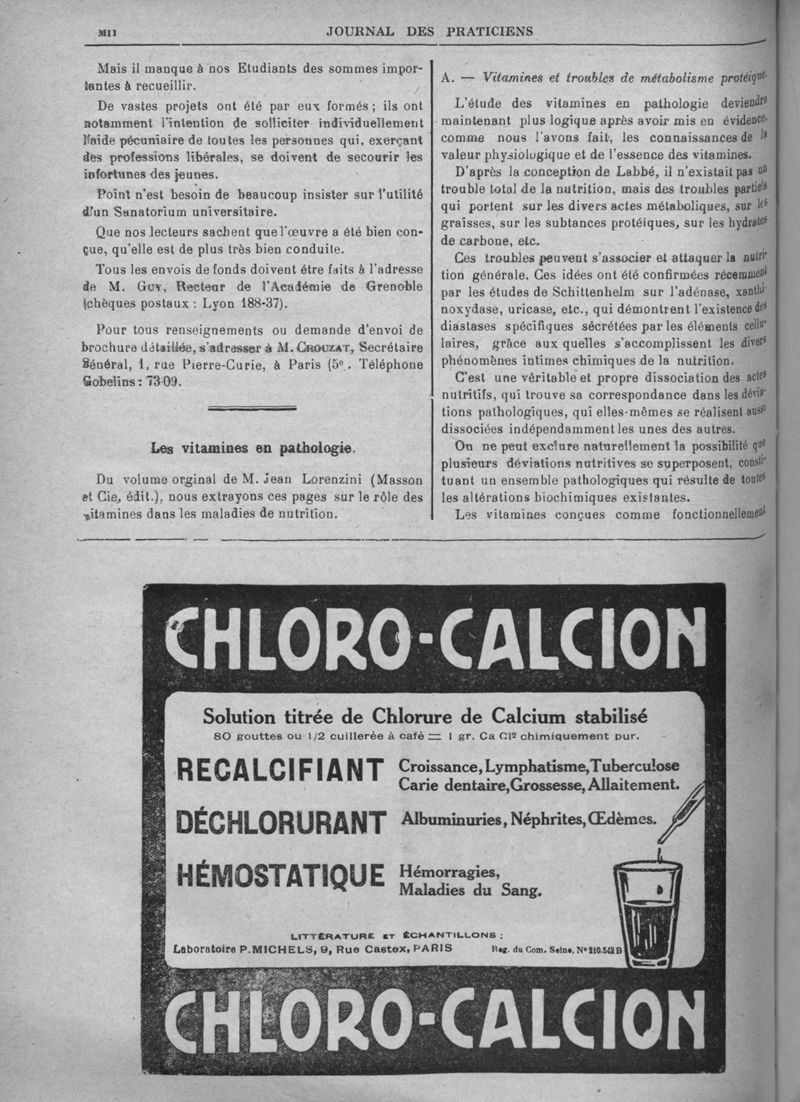 M11
JOURNAL DES PRATICIENS
Mais il manque à nos Etudiants des sommes impor-
tantes à recueillir.
De vastes projets ont été par eux formés ; ils ont
notamment l'intention de solliciter individuellement
l'aide pécuniaire de toutes les personnes qui, exerçant
des professions libérales, se doivent de secourir les
infortunes des jeunes.
Point n'est besoin de beaucoup insister sur l'utilité
d'un Sanatorium universitaire.
Que nos lecteurs sachent que l'œuvre a été bien con-
çue, qu'elle est de plus très bien conduite.
Tous les envois de fonds doivent être faits à l'adresse
de M. GUY, Recteur de l'Académie de Grenoble
(chèques postaux : Lyon 188-37).
Pour tous renseignements ou demande d'envoi de
brochure détaillée, s'adresser à M. CROUZAT, Secrétaire
Général, 1, rue Pierre-Curie, à Paris (5e. Téléphone
Gobelins : 73-09.
Les vitamines en pathologie.
Du volume orginal de M. Jean Lorenzini (Masson
et Cie, édit.), nous extrayons ces pages sur le rôle des
vitamines dans les maladies de nutrition.
A. — Vitamines et troubles de métabolisme protéique.
L'étude des vitamines en pathologie deviendra
maintenant plus logique après avoir mis en évidence,
comme nous l'avons fait, les connaissances de la
valeur physiologique et de l'essence des vitamines.
D'après la conception de Labbé, il n'existait pas un
trouble total de la nutrition, mais des troubles partiels
qui portent sur les divers actes métaboliques, sur les
graisses, sur les subtances protéiques, sur les hydrates
de carbone, etc.
Ces troubles peuvent s'associer et attaquer la nutri-
tion générale. Ces idées ont été confirmées récemment
par les études de Schittenhelm sur l'adénase, xanthi-
noxydase, uricase, etc., qui démontrent l'existence des
diastases spécifiques sécrétées par les éléments cellu-
laires, grâce aux quelles s'accomplissent les divers
phénomènes intimes chimiques de la nutrition.
C'est une véritable et propre dissociation des actes
nutritifs, qui trouve sa correspondance dans les dévia-
tions pathologiques, qui elles-mêmes se réalisent aussi
dissociées indépendamment les unes des autres.
On ne peut exclure naturellement la possibilité que
plusieurs déviations nutritives se superposent, consti-
tuant un ensemble pathologiques qui résulte de toutes
les altérations biochimiques existantes.
Les vitamines conçues comme fonctionnellement
CHLORO-CALCION
Solution titrée de Chlorure de Calcium stabilisé
80 gouttes ou 1/2 cuillerée à café = 1 gr. Ca Cl² chimiquement pur.
RECALCIFIANT
Croissance, Lymphatisme, Tuberculose
Carie dentaire, Grossesse, Allaitement.
DÉCHLORURANT
Albuminuries, Néphrites, Œdèmes.
HÉMOSTATIQUE
Hémorragies,
Maladies du Sang.
LITTÉRATURE ET ÉCHANTILLONS :
Laboratoire P. MICHELS, 9, Rue Castex, PARIS
Reg. du Com. Seine, N° 210.542 B
CHLORO-CALCION